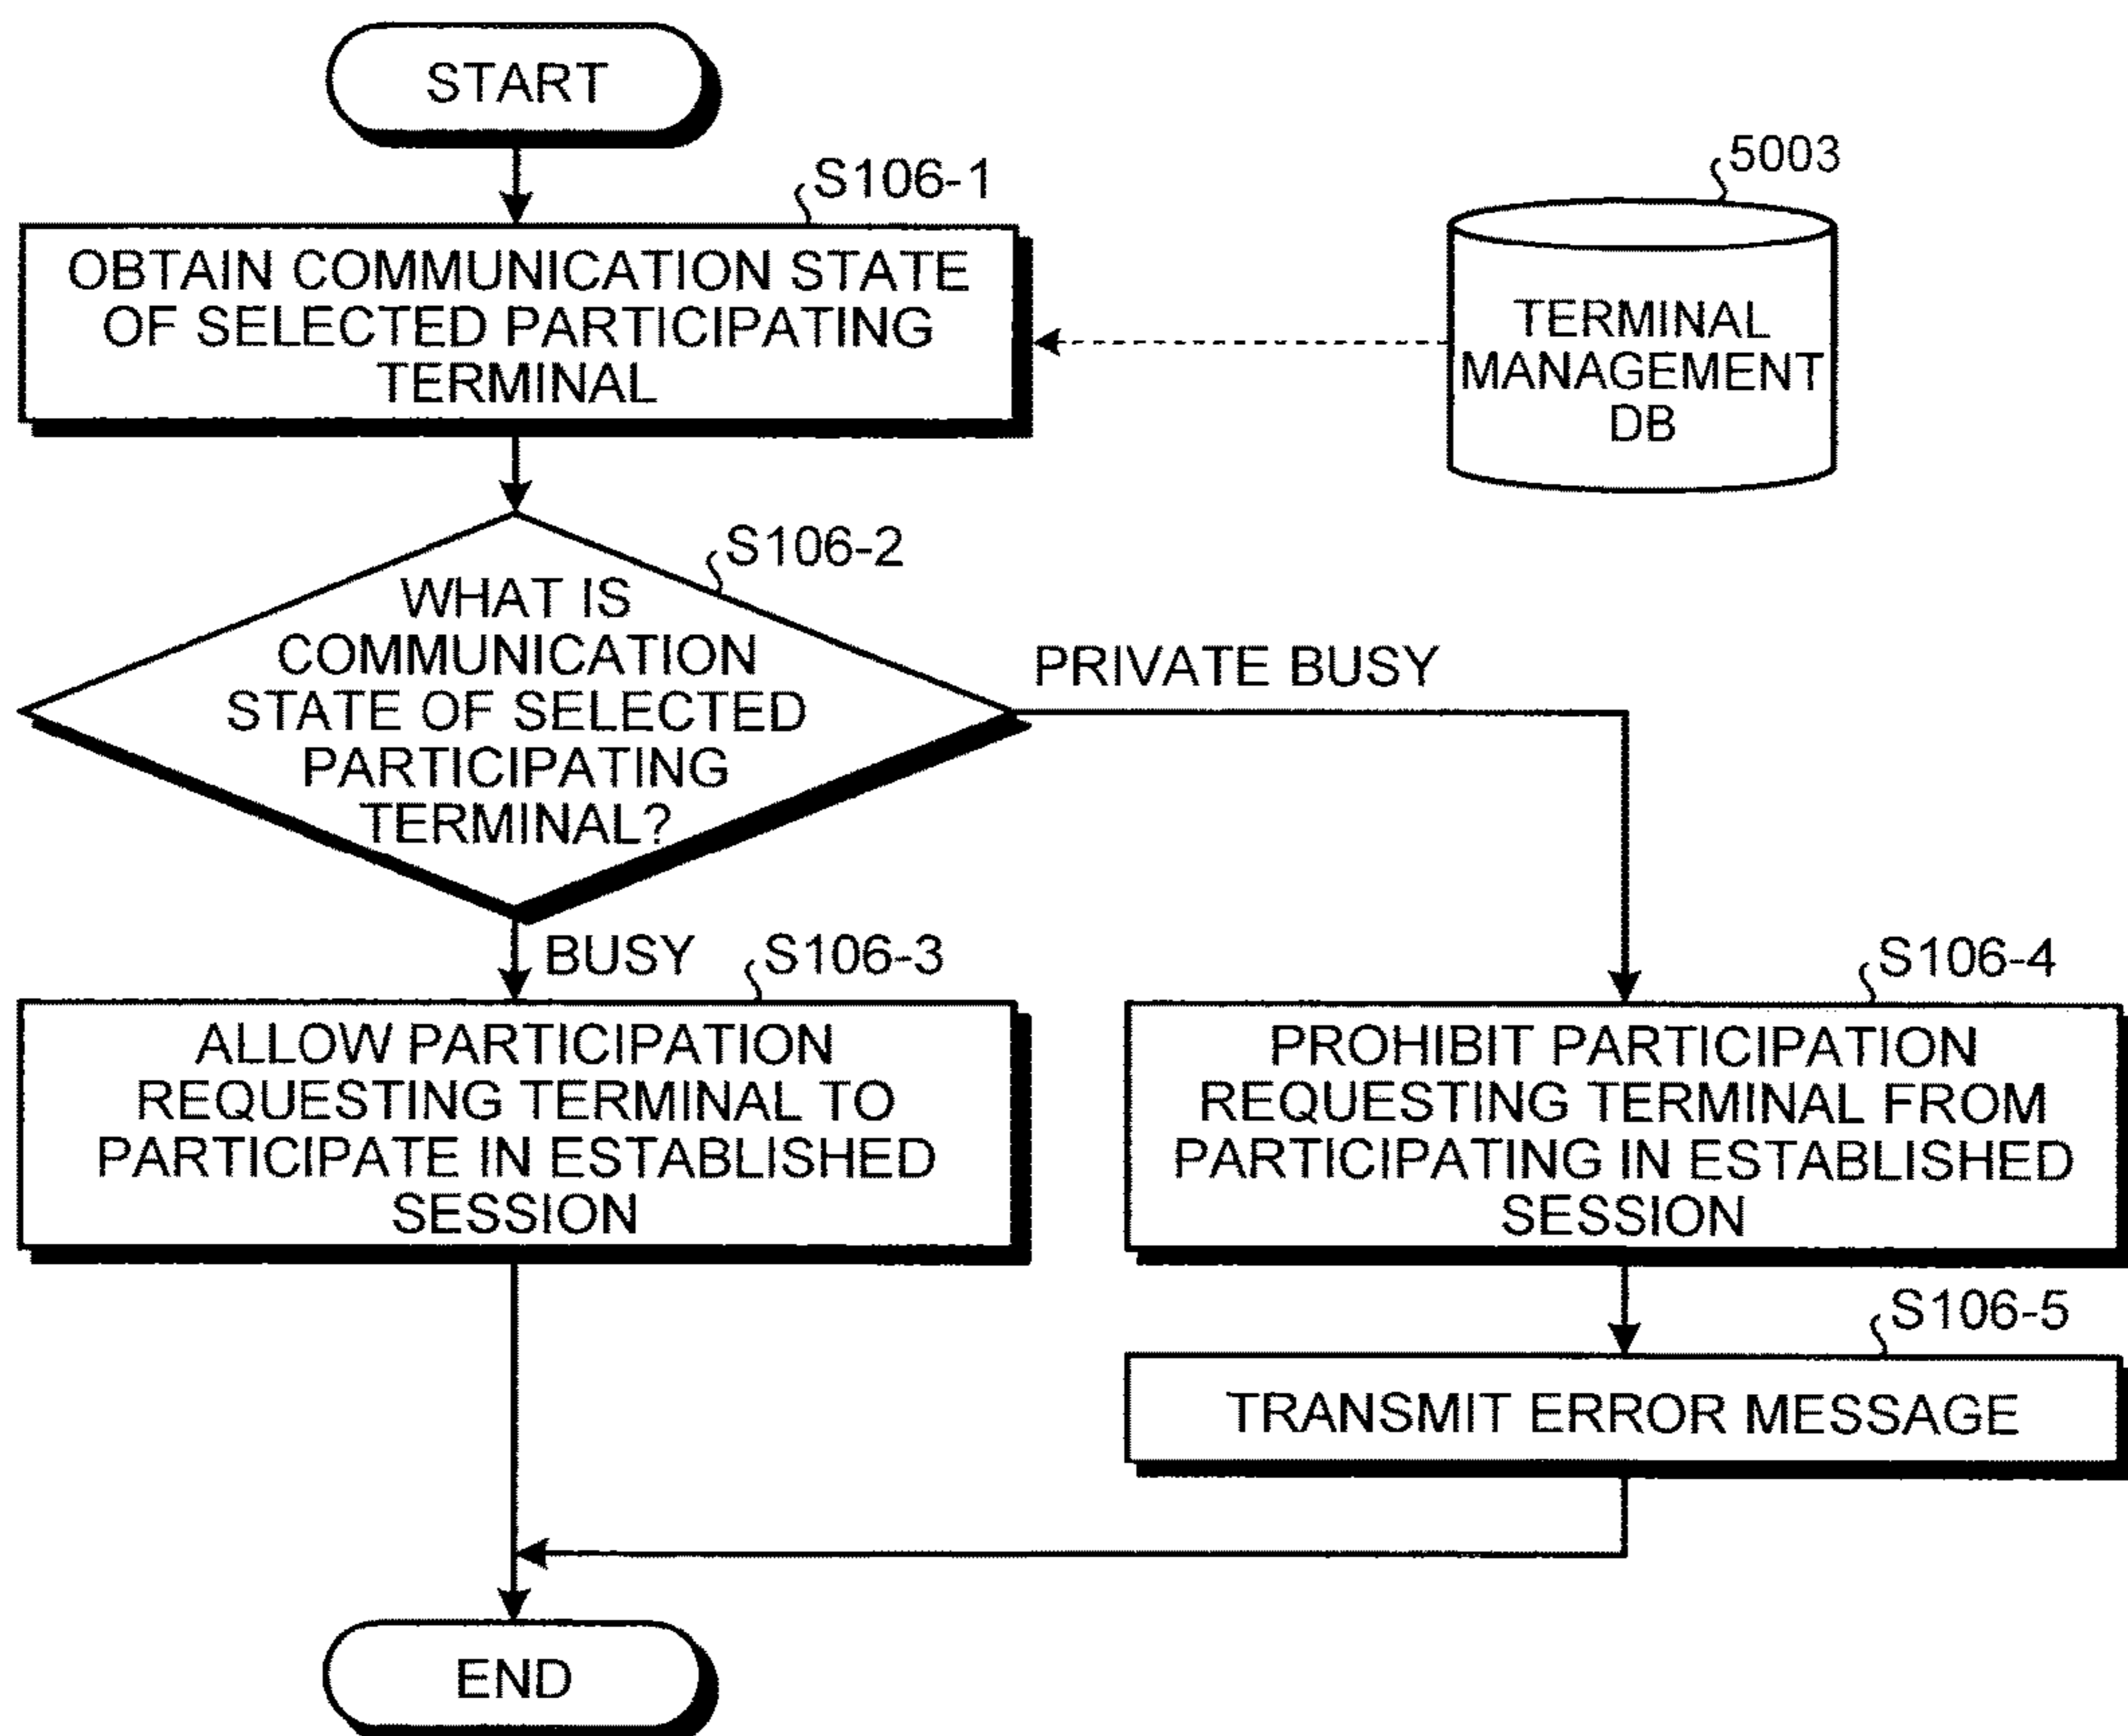 START
S106-1
OBTAIN COMMUNICATION STATE
OF SELECTED PARTICIPATING
TERMINAL
5003
TERMINAL
MANAGEMENT
DB
S106-2
WHAT IS
COMMUNICATION
STATE OF SELECTED
PARTICIPATING
TERMINAL?
PRIVATE BUSY
BUSY
S106-3
ALLOW PARTICIPATION
REQUESTING TERMINAL TO
PARTICIPATE IN ESTABLISHED
SESSION
S106-4
PROHIBIT PARTICIPATION
REQUESTING TERMINAL FROM
PARTICIPATING IN ESTABLISHED
SESSION
S106-5
TRANSMIT ERROR MESSAGE
END